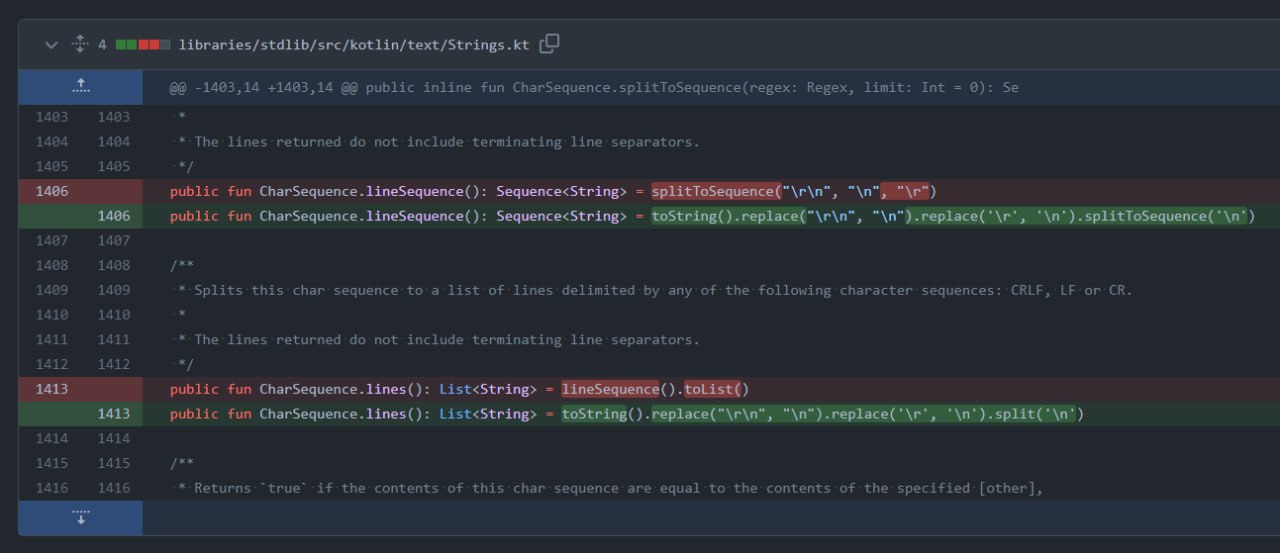 4 libraries/stdlib/src/kotlin/text/Strings.kt
@@ -1403,14 +1403,14 @@ public inline fun CharSequence.splitToSequence(regex: Regex, limit: Int = 0): Se
1403 1403 *
1404 1404 * The lines returned do not include terminating line separators.
1405 1405 */
1406 public fun CharSequence.lineSequence(): Sequence<String> = splitToSequence("\r\n", "\n", "\r")
1406 public fun CharSequence.lineSequence(): Sequence<String> = toString().replace("\r\n", "\n").replace('\r', '\n').splitToSequence('\n')
1407 1407
1408 1408 /**
1409 1409 * Splits this char sequence to a list of lines delimited by any of the following character sequences: CRLF, LF or CR.
1410 1410 *
1411 1411 * The lines returned do not include terminating line separators.
1412 1412 */
1413 public fun CharSequence.lines(): List<String> = lineSequence().toList()
1413 public fun CharSequence.lines(): List<String> = toString().replace("\r\n", "\n").replace('\r', '\n').split('\n')
1414 1414
1415 1415 /**
1416 1416 * Returns `true` if the contents of this char sequence are equal to the contents of the specified [other],